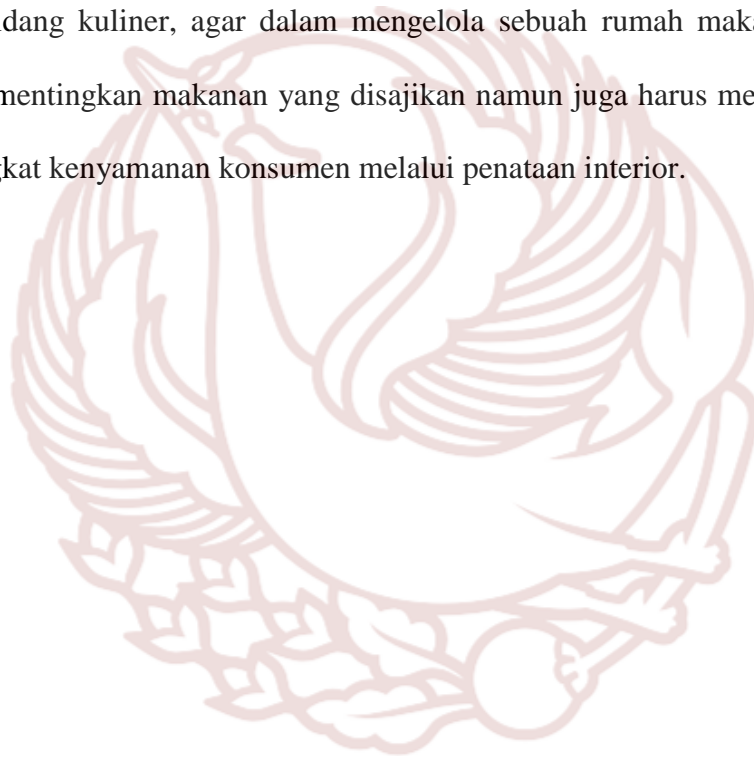 dang kuliner, agar dalam mengelola sebuah rumah mak
mentingkan makanan yang disajikan namun juga harus me
gkat kenyamanan konsumen melalui penataan interior.